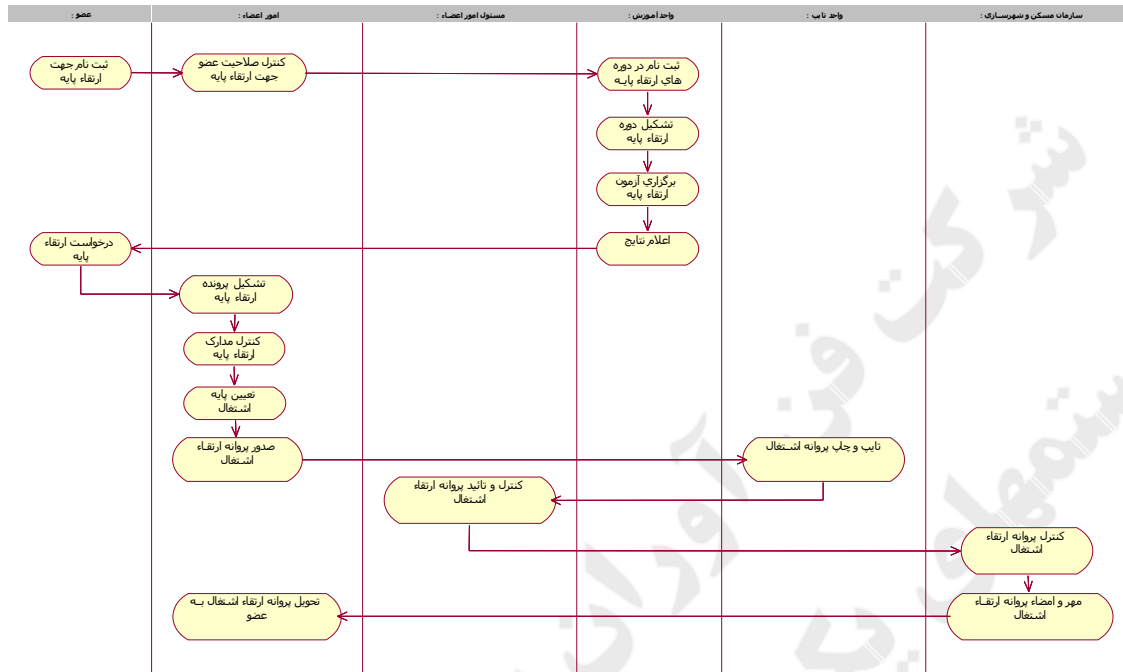 عضو :
امور اعضاء :
مسئول امور اعضاء :
واحد آموزش :
واحد تایپ :
سازمان مسکن و شهرسازی :
ثبت نام جهت
ارتقاء پایه
کنترل صلاحیت عضو
جهت ارتقاء پایه
ثبت نام در دوره
های ارتقاء پایه
تشکیل دوره
ارتقاء پایه
برگزاري آزمون
ارتقاء پایه
اعلام نتایج
درخواست ارتقاء
پایه
تشکیل پرونده
ارتقاء پایه
کنترل مدارک
ارتقاء پایه
تعیین پایه
اشتغال
صدور پروانه ارتقاء
اشتغال
تایپ و چاپ پروانه اشتغال
کنترل و تائید پروانه ارتقاء
اشتغال
کنترل پروانه ارتقاء
اشتغال
مهر و امضاء پروانه ارتقاء
اشتغال
تحویل پروانه ارتقاء اشتغال به
عضو
شرکت فن آوران